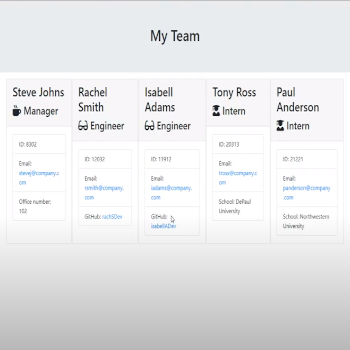 My Team
Steve Johns
Manager
ID: 8302
Email:
stevej@company.c
om
Office number:
102
Rachel
Smith
Engineer
ID: 12032
Email:
rsmith@company.
com
GitHub: rachSDev
Isabell
Adams
Engineer
ID: 11912
Email:
iadams@company.
com
GitHub:
isabellADev
Tony Ross
Intern
ID: 20313
Email:
tross@company.c
om
School: DePaul
University
Paul
Anderson
Intern
ID: 21221
Email:
panderson@company
.com
School: Northwestern
University